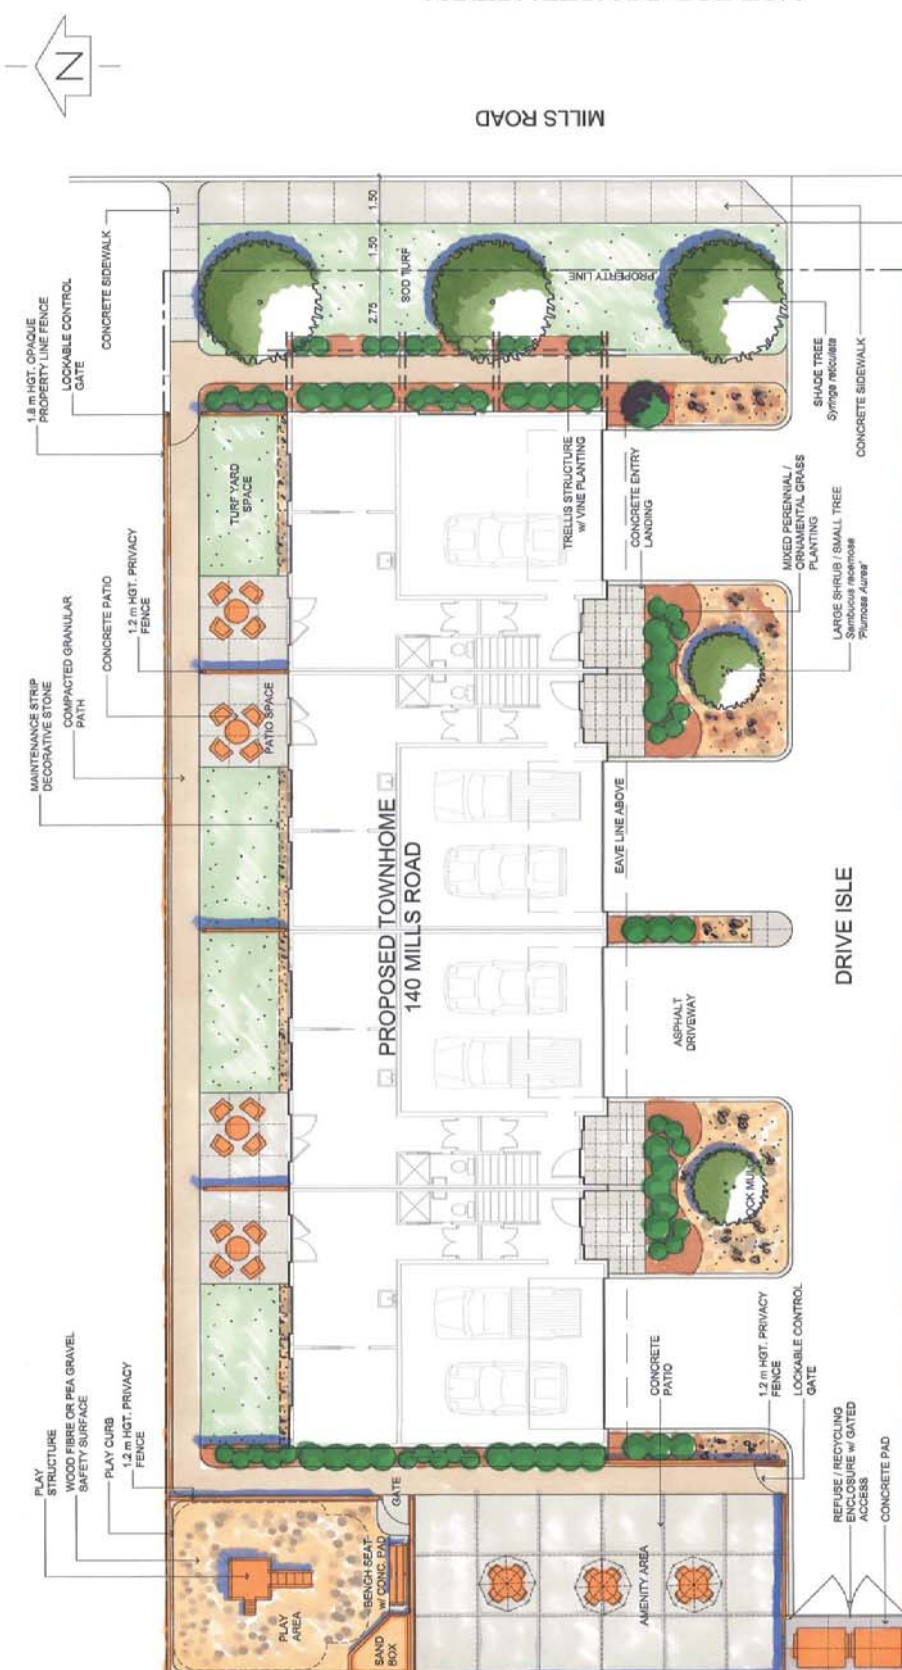 N
MILLS ROAD
1.8 m HGT. OPAQUE
PROPERTY LINE FENCE
LOCKABLE CONTROL
GATE
CONCRETE SIDEWALK
1.50
1.50
2.75
SOD TURF
PROPERTY LINE
SHADE TREE
Syringa reticulata
CONCRETE SIDEWALK
TURF YARD
SPACE
TRELLIS STRUCTURE
w/ VINE PLANTING
CONCRETE ENTRY
LANDING
MIXED PERENNIAL /
ORNAMENTAL GRASS
PLANTING
LARGE SHRUB / SMALL TREE
Sambucus racemosa
'Plumosa Aurea'
MAINTENANCE STRIP
DECORATIVE STONE
COMPACTED GRANULAR
PATH
CONCRETE PATIO
1.2 m HGT. PRIVACY
FENCE
PATIO SPACE
PROPOSED TOWNHOME
140 MILLS ROAD
EAVE LINE ABOVE
ASPHALT
DRIVEWAY
DRIVE ISLE
PLAY
STRUCTURE
WOOD FIBRE OR PEA GRAVEL
SAFETY SURFACE
PLAY CURB
1.2 m HGT. PRIVACY
FENCE
GATE
CONCRETE
PATIO
1.2 m HGT. PRIVACY
FENCE
LOCKABLE CONTROL
GATE
REFUSE / RECYCLING
ENCLOSURE w/ GATED
ACCESS
CONCRETE PAD
PLAY
AREA
BENCH SEAT
w/ CONC. PAD
SAND
BOX
AMENITY AREA